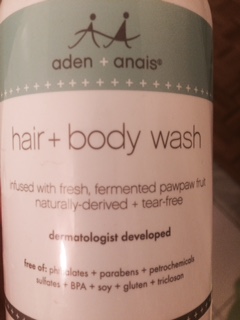 aden + anais®
hair + body wash
infused with fresh, fermented pawpaw fruit
naturally-derived + tear-free
dermatologist developed
free of: phthalates + parabens + petrochemicals
sulfates + BPA + soy + gluten + triclosan